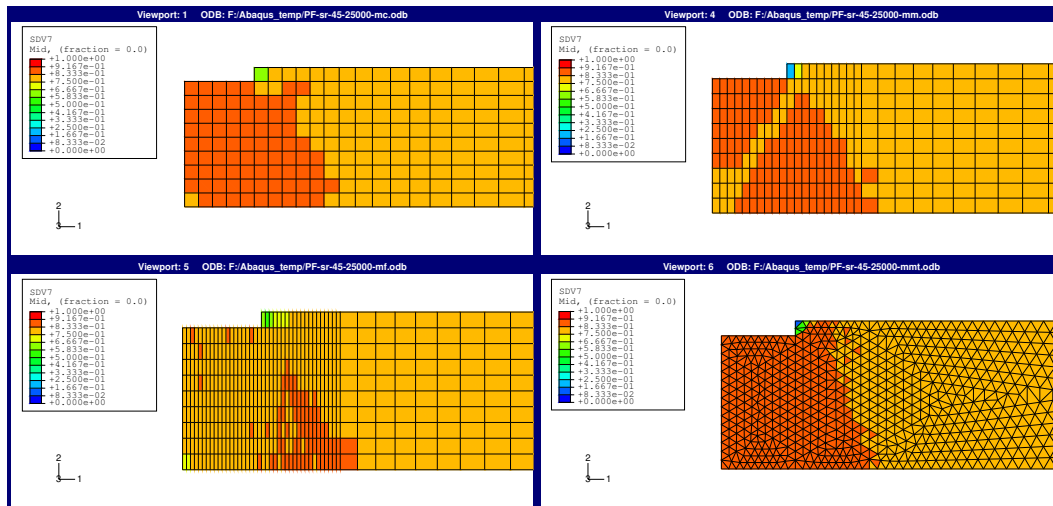 Viewport: 1 ODB: F:/Abaqus_temp/PF-sr-45-25000-mc.odb
SDV7
Mid, (fraction = 0.0)
+1.000e+00
+9.167e-01
+8.333e-01
+7.500e-01
+6.667e-01
+5.833e-01
+5.000e-01
+4.167e-01
+3.333e-01
+2.500e-01
+1.667e-01
+8.333e-02
+0.000e+00
2
3 1
Viewport: 4 ODB: F:/Abaqus_temp/PF-sr-45-25000-mm.odb
SDV7
Mid, (fraction = 0.0)
+1.000e+00
+9.167e-01
+8.333e-01
+7.500e-01
+6.667e-01
+5.833e-01
+5.000e-01
+4.167e-01
+3.333e-01
+2.500e-01
+1.667e-01
+8.333e-02
+0.000e+00
2
3 1
Viewport: 5 ODB: F:/Abaqus_temp/PF-sr-45-25000-mf.odb
SDV7
Mid, (fraction = 0.0)
+1.000e+00
+9.167e-01
+8.333e-01
+7.500e-01
+6.667e-01
+5.833e-01
+5.000e-01
+4.167e-01
+3.333e-01
+2.500e-01
+1.667e-01
+8.333e-02
+0.000e+00
2
3 1
Viewport: 6 ODB: F:/Abaqus_temp/PF-sr-45-25000-mmt.odb
SDV7
Mid, (fraction = 0.0)
+1.000e+00
+9.167e-01
+8.333e-01
+7.500e-01
+6.667e-01
+5.833e-01
+5.000e-01
+4.167e-01
+3.333e-01
+2.500e-01
+1.667e-01
+8.333e-02
+0.000e+00
2
3 1